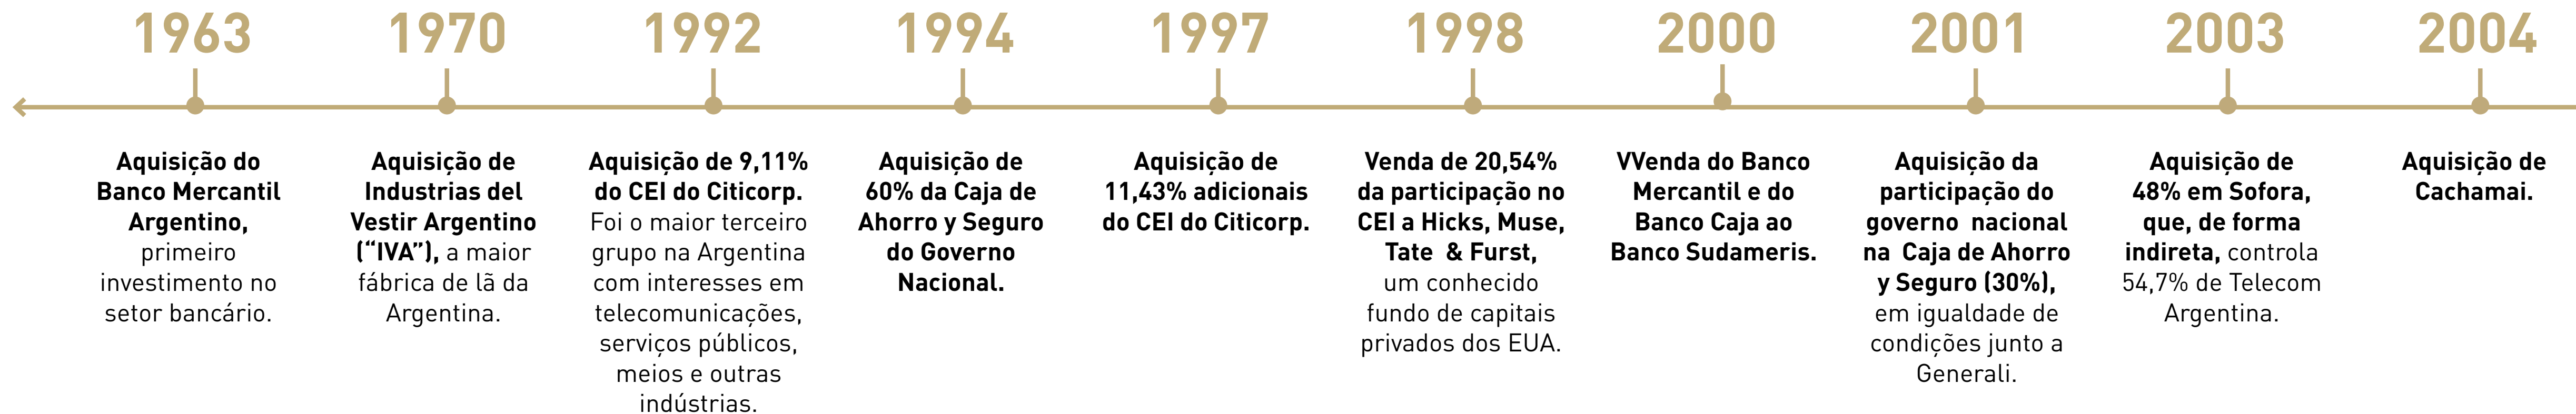 1963
Aquisição do
Banco Mercantil
Argentino,
primeiro
investimento no
setor bancário.
1970
Aquisição de
Industrias del
Vestir Argentino
(“IVA”), a maior
fábrica de lã da
Argentina.
1992
Aquisição de 9,11%
do CEI do Citicorp.
Foi o maior terceiro
grupo na Argentina
com interesses em
telecomunicações,
serviços públicos,
meios e outras
indústrias.
1994
Aquisição de
60% da Caja de
Ahorro y Seguro
do Governo
Nacional.
1997
Aquisição de
11,43% adicionais
do CEI do Citicorp.
1998
Venda de 20,54%
da participação no
CEI a Hicks, Muse,
Tate & Furst,
um conhecido
fundo de capitais
privados dos EUA.
2000
VVenda do Banco
Mercantil e do
Banco Caja ao
Banco Sudameris.
2001
Aquisição da
participação do
governo nacional
na Caja de Ahorro
y Seguro (30%),
em igualdade de
condições junto a
Generali.
2003
Aquisição de
48% em Sofora,
que, de forma
indireta, controla
54,7% de Telecom
Argentina.
2004
Aquisição de
Cachamai.